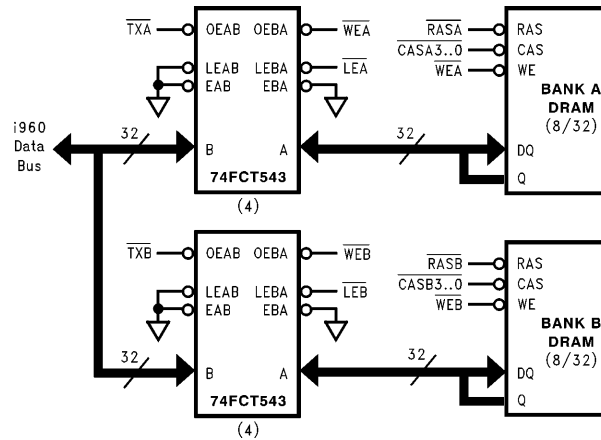 TXA
OEAB OEBA
WEA
RASA
RAS
CASA3..0
CAS
LEAB LEBA
LEA
WEA
WE
EAB EBA
BANK A
DRAM
(8/32)
i960
Data
Bus
32
B A
32
DQ
74FCT543
Q
(4)
TXB
OEAB OEBA
WEB
RASB
RAS
CASB3..0
CAS
LEAB LEBA
LEB
WEB
WE
EAB EBA
BANK B
DRAM
(8/32)
32
B A
32
DQ
74FCT543
Q
(4)